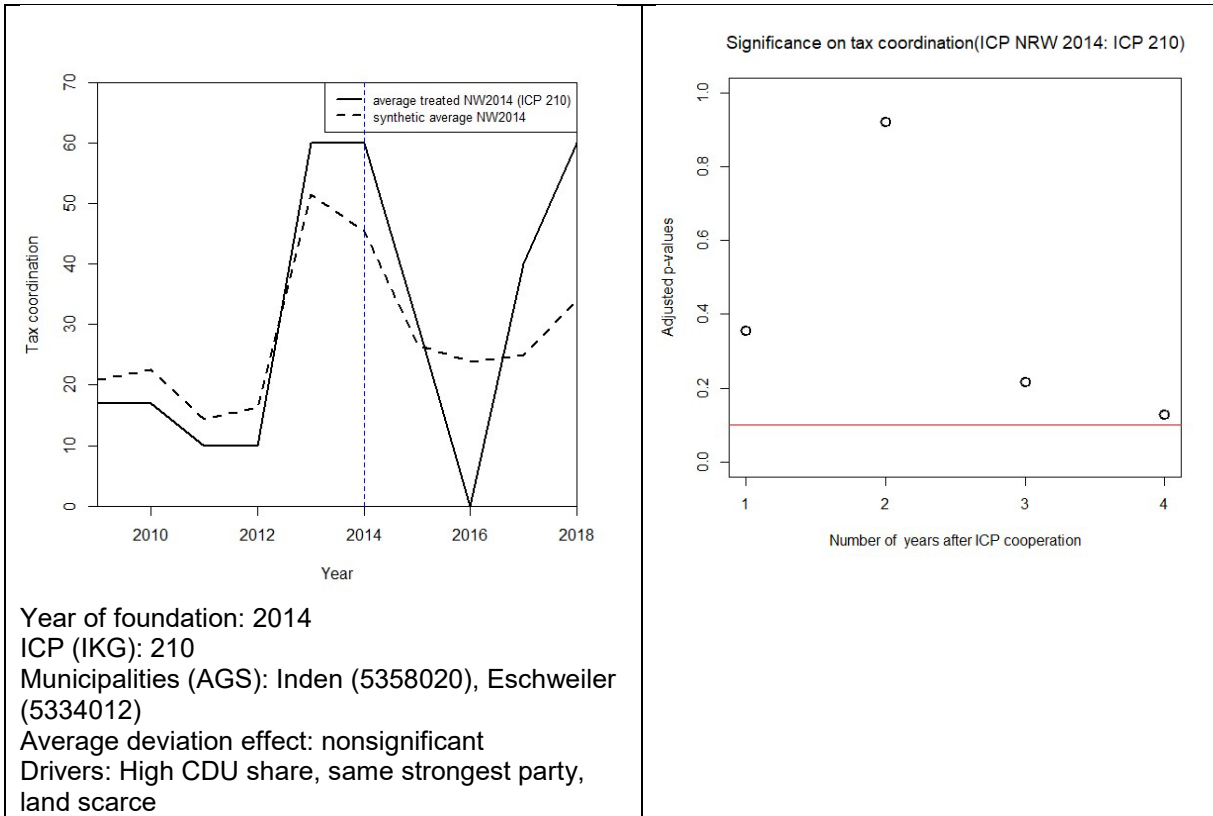 70
60
50
40
30
20
10
0
Tax coordination
average treated NW2014 (ICP 210)
synthetic average NW2014
2010 2012 2014 2016 2018
Year
Year of foundation: 2014
ICP (IKG): 210
Municipalities (AGS): Inden (5358020), Eschweiler
(5334012)
Average deviation effect: nonsignificant
Drivers: High CDU share, same strongest party,
land scarce
Significance on tax coordination(ICP NRW 2014: ICP 210)
1.0
0.8
0.6
0.4
0.2
0.0
Adjusted p-values
1 2 3 4
Number of years after ICP cooperation